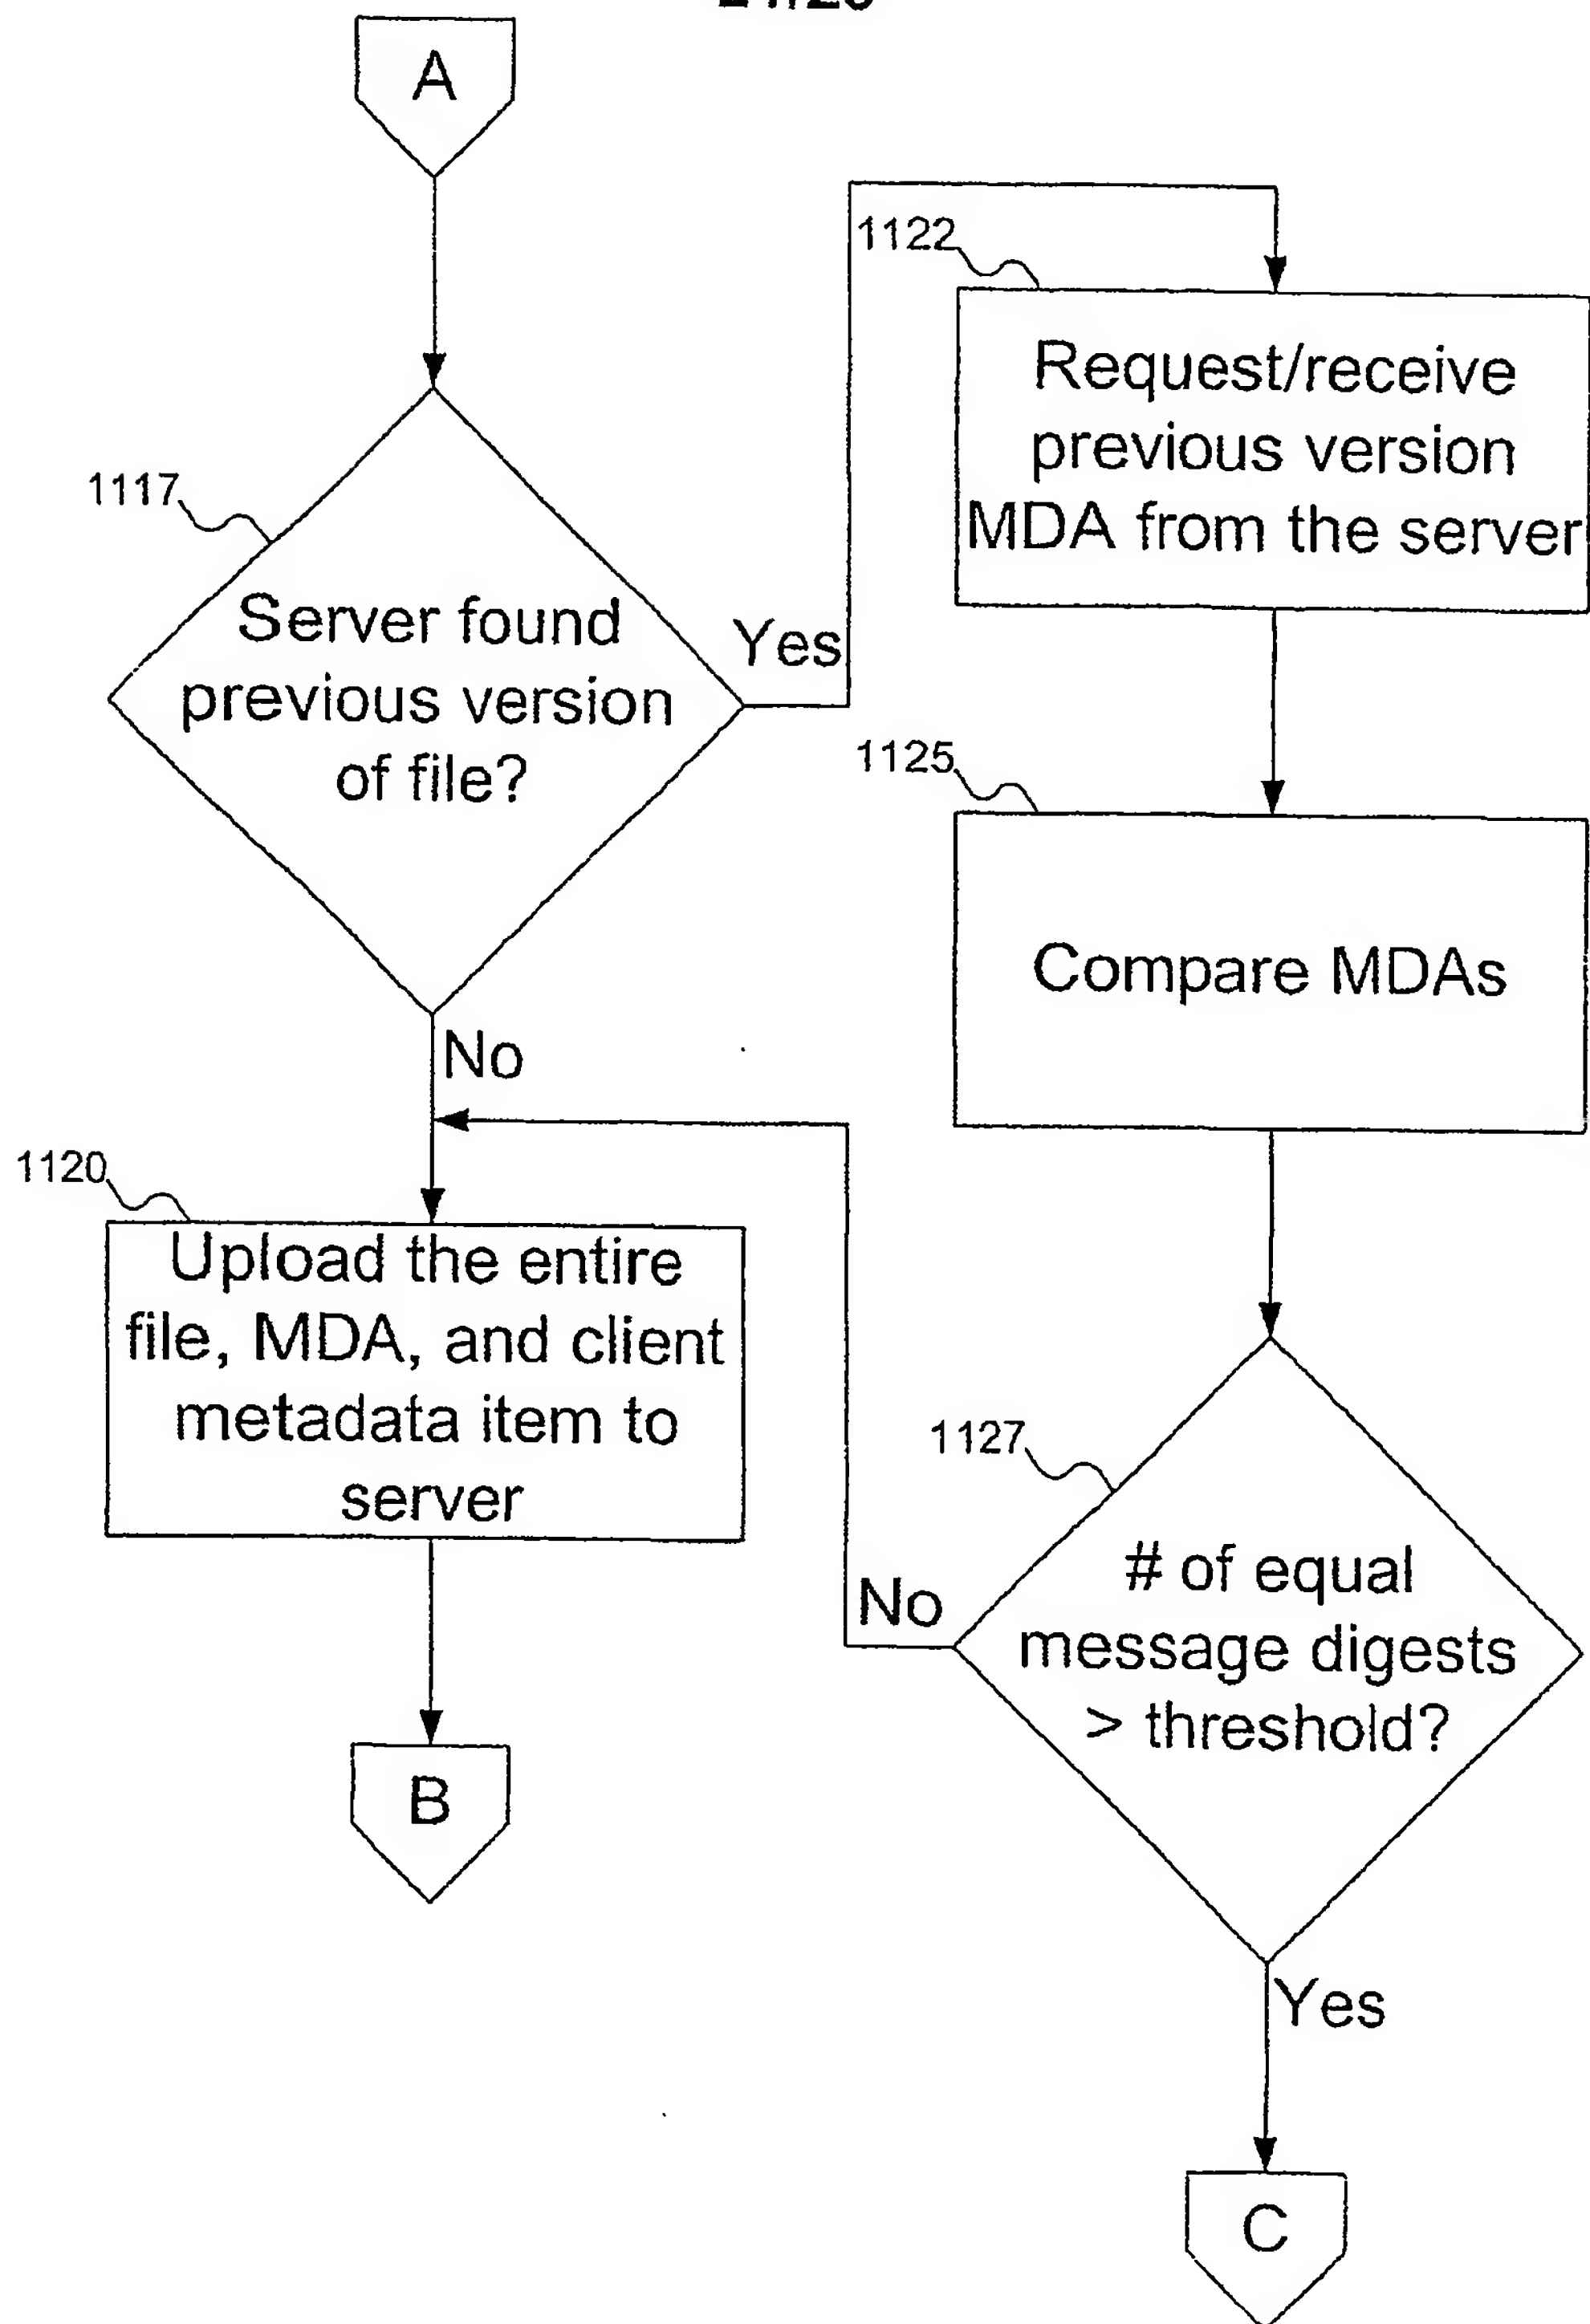 A
1117
Server found
previous version
of file?
Yes
No
1122
Request/receive
previous version
MDA from the server
1125
Compare MDAs
1120
Upload the entire
file, MDA, and client
metadata item to
server
B
1127
# of equal
message digests
> threshold?
No
Yes
C